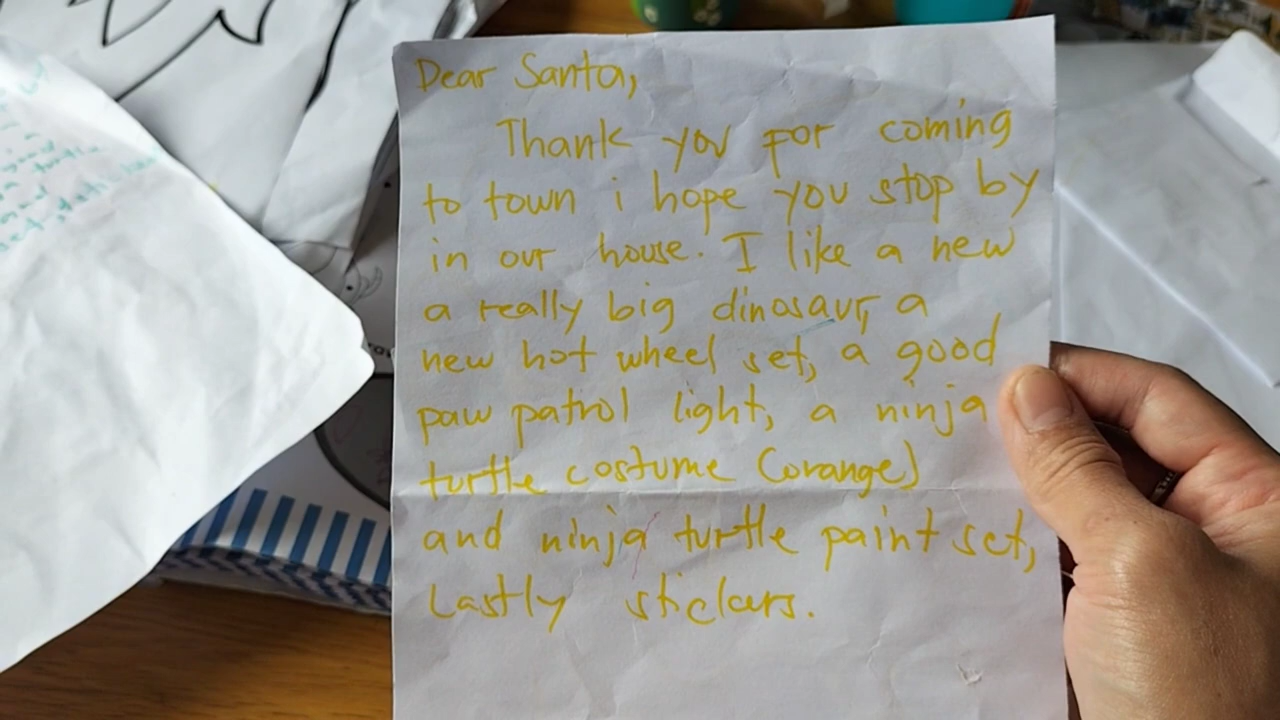 Dear Santa,
Thank you for coming
to town i hope you stop by
in our house. I like a new
a really big dinosaur, a
new hot wheel set, a good
paw patrol light, a ninja
turtle costume (orange)
and ninja turtle paint set,
Lastly stickers.